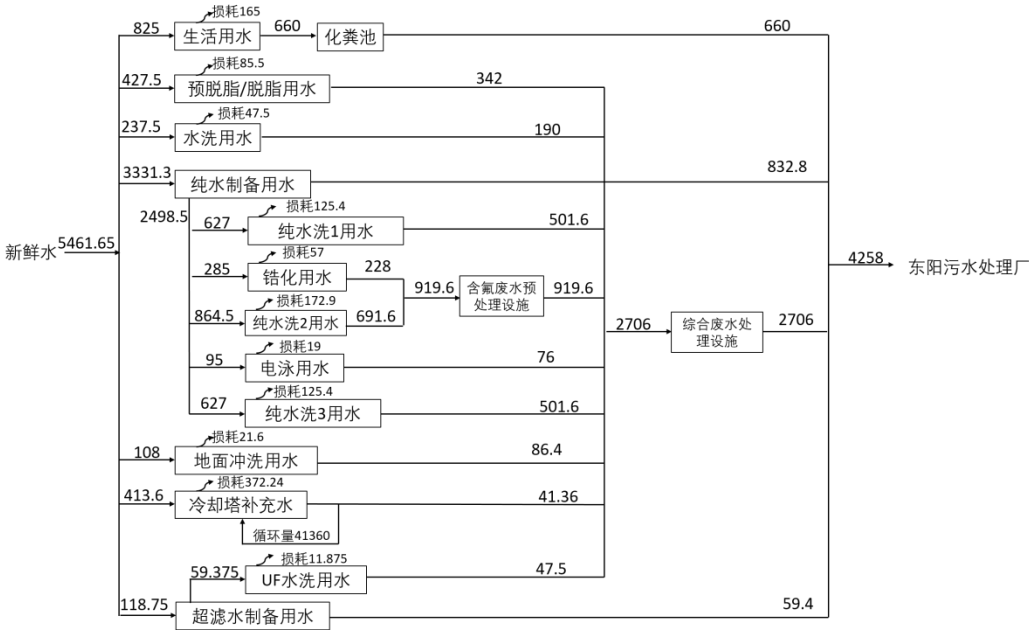 损耗165
825
生活用水
660
化粪池
660
损耗85.5
427.5
预脱脂/脱脂用水
342
损耗47.5
237.5
水洗用水
190
3331.3
纯水制备用水
832.8
2498.5
损耗125.4
627
纯水洗1用水
501.6
新鲜水
5461.65
损耗57
285
锆化用水
228
919.6
含氟废水预
处理设施
919.6
损耗172.9
864.5
纯水洗2用水
691.6
4258
东阳污水处理厂
2706
综合废水处
理设施
2706
损耗19
95
电泳用水
76
损耗125.4
627
纯水洗3用水
501.6
损耗21.6
108
地面冲洗用水
86.4
损耗372.24
413.6
冷却塔补充水
41.36
循环量41360
损耗11.875
59.375
UF水洗用水
47.5
118.75
超滤水制备用水
59.4